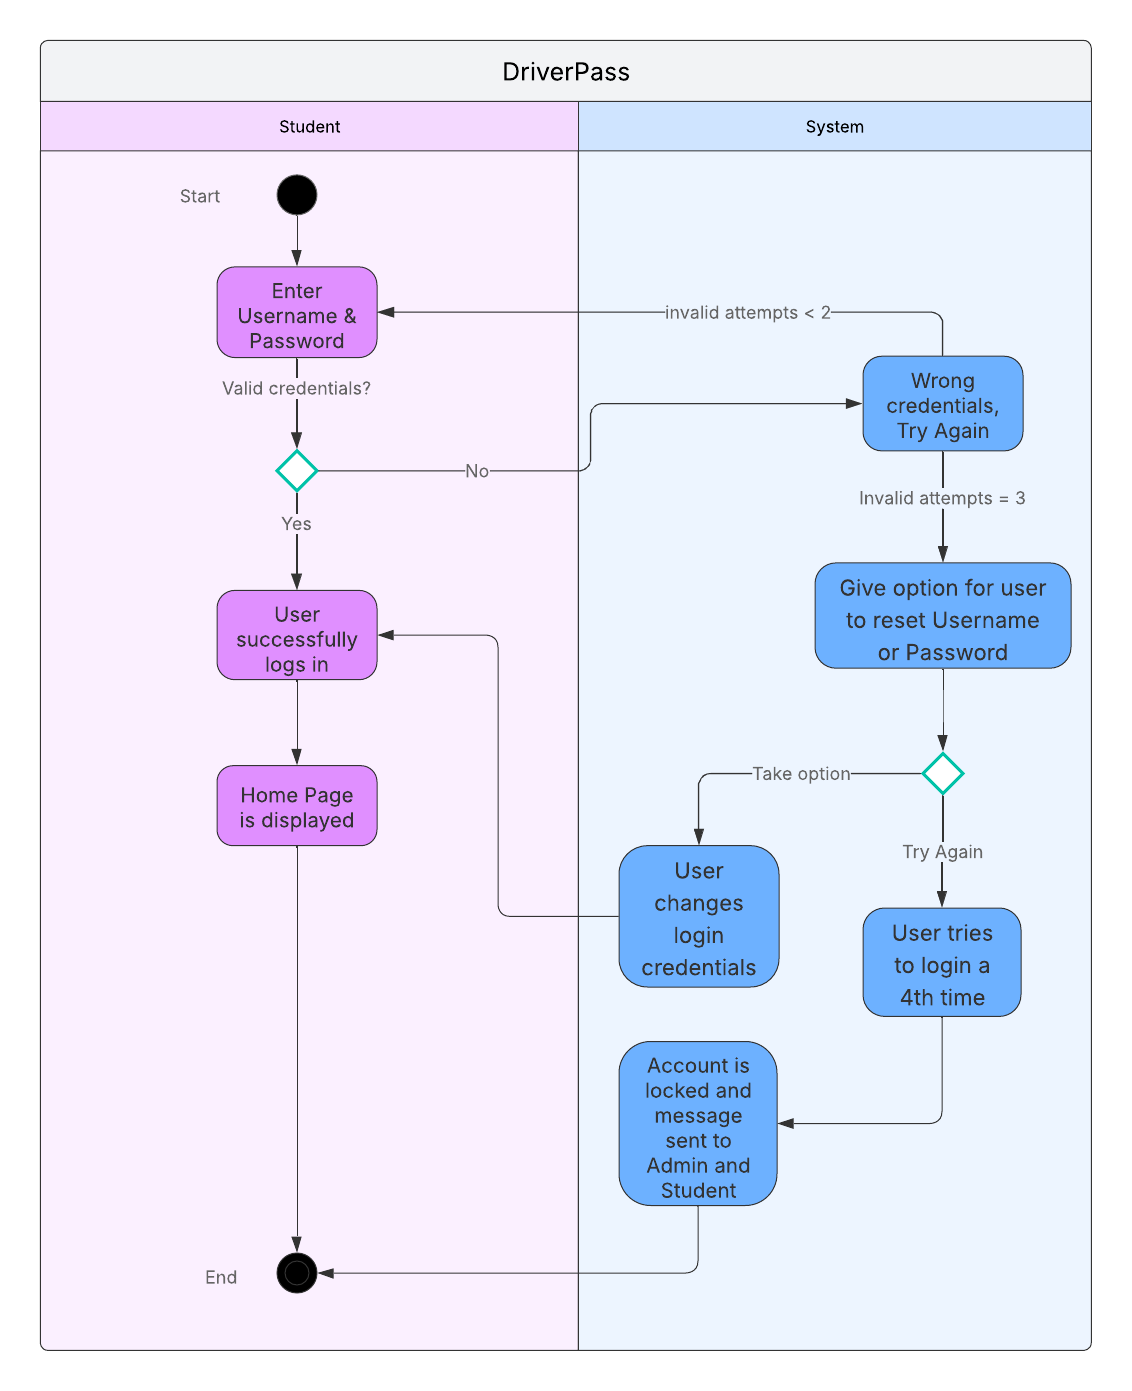 DriverPass
Student
System
Start
Enter
Username &
Password
invalid attempts < 2
Valid credentials?
Wrong
credentials,
Try Again
No
Invalid attempts = 3
Yes
Give option for user
to reset Username
or Password
User
successfully
logs in
Home Page
is displayed
Take option
Try Again
User
changes
login
credentials
User tries
to login a
4th time
Account is
locked and
message
sent to
Admin and
Student
End